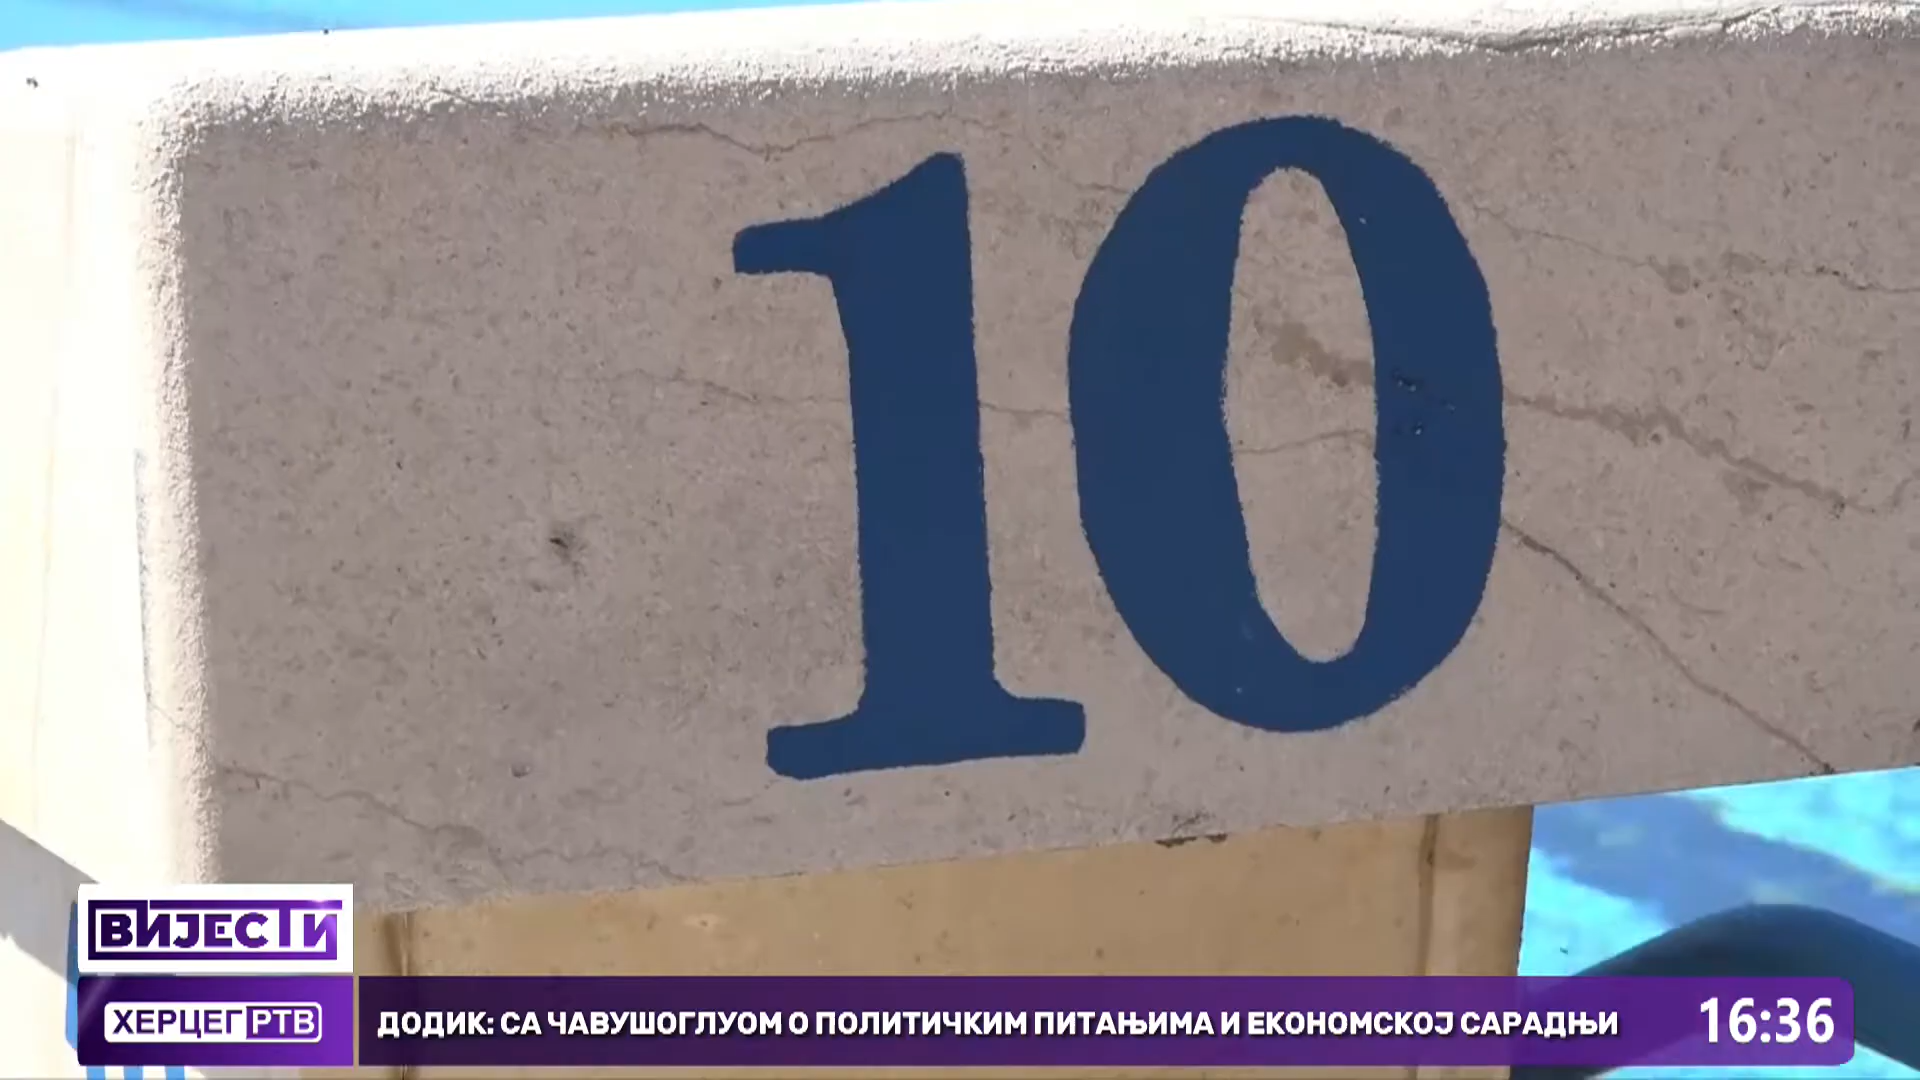 10
ВИЈЕСТИ
ХЕРЦЕГ РТВ
ДОДИК: СА ЧАВУШОГЛУОМ О ПОЛИТИЧКИМ ПИТАЊИМА И ЕКОНОМСКОЈ САРАДЊИ
16:36